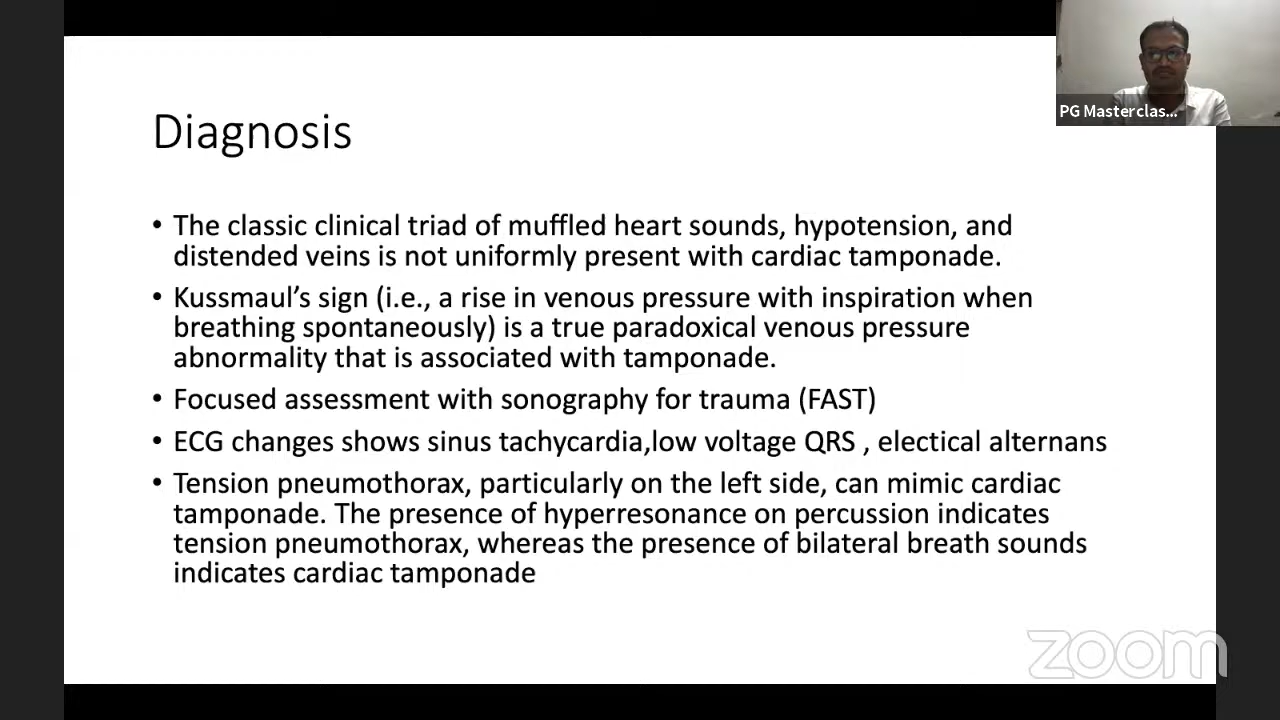 PG Masterclas...
Diagnosis
• The classic clinical triad of muffled heart sounds, hypotension, and
distended veins is not uniformly present with cardiac tamponade.
• Kussmaul’s sign (i.e., a rise in venous pressure with inspiration when
breathing spontaneously) is a true paradoxical venous pressure
abnormality that is associated with tamponade.
• Focused assessment with sonography for trauma (FAST)
• ECG changes shows sinus tachycardia,low voltage QRS , electical alternans
• Tension pneumothorax, particularly on the left side, can mimic cardiac
tamponade. The presence of hyperresonance on percussion indicates
tension pneumothorax, whereas the presence of bilateral breath sounds
indicates cardiac tamponade
zoom